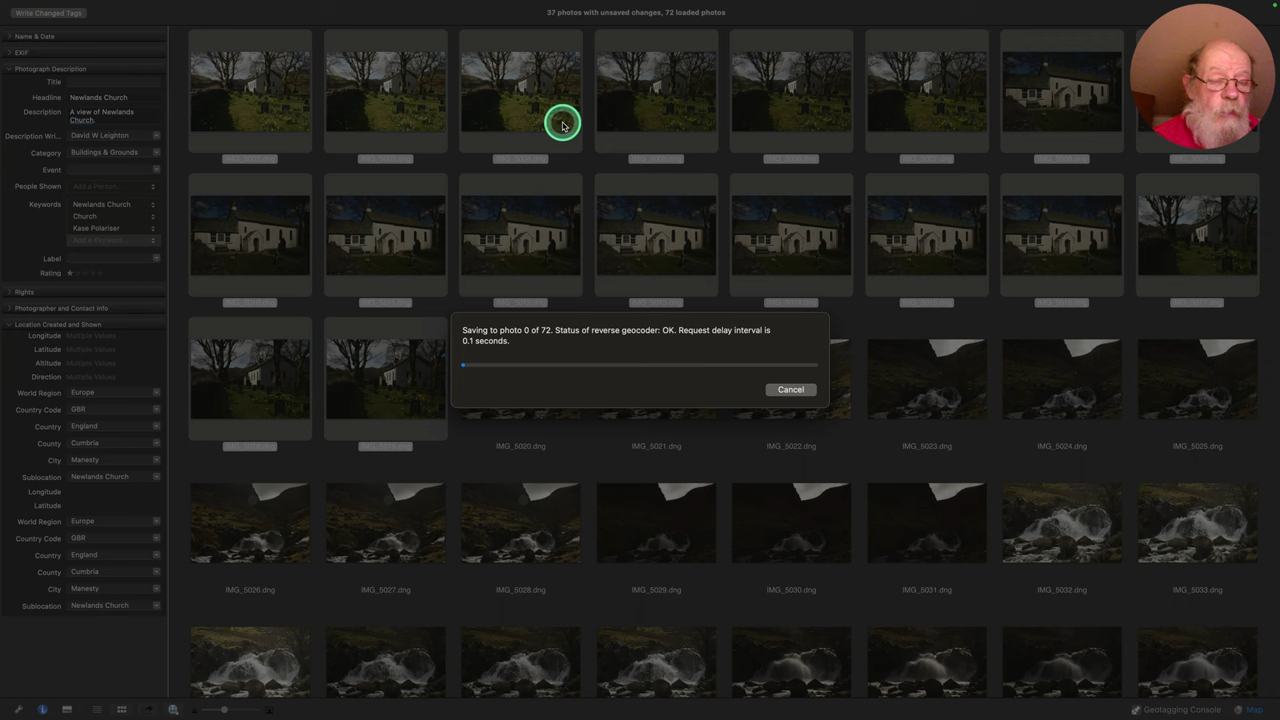 Write Changed Tags
37 photos with unsaved changes, 72 loaded photos
Name & Date
EXIF
Photograph Description
Title
Headline Newlands Church
Description A view of Newlands
Church.
Description Wri... David W Leighton
Category Buildings & Grounds
Event
People Shown Add a Person...
Keywords Newlands Church
Church
Kase Polariser
Add a Keyword...
Label
Rating
Rights
Photographer and Contact info
Location Created and Shown
Longitude Multiple Values
Latitude Multiple Values
Altitude Multiple Values
Direction Multiple Values
World Region Europe
Country Code GBR
Country England
County Cumbria
City Manesty
Sublocation Newlands Church
Longitude
Latitude
World Region Europe
Country Code GBR
Country England
County Cumbria
City Manesty
Sublocation Newlands Church
Saving to photo 0 of 72. Status of reverse geocoder: OK. Request delay interval is
0.1 seconds.
Cancel
IMG_5020.dng IMG_5021.dng IMG_5022.dng IMG_5023.dng IMG_5024.dng IMG_5025.dng
IMG_5026.dng IMG_5027.dng IMG_5028.dng IMG_5029.dng IMG_5030.dng IMG_5031.dng IMG_5032.dng IMG_5033.dng
Geotagging Console Map